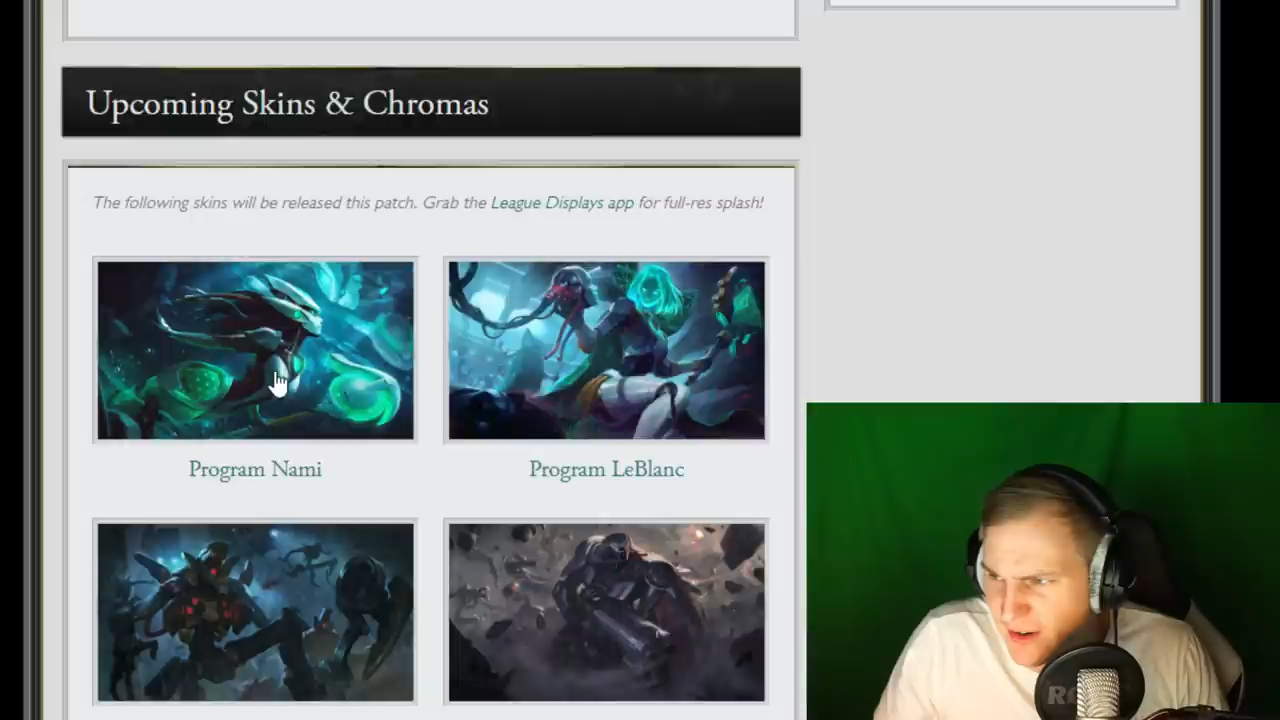 Upcoming Skins & Chromas
The following skins will be released this patch. Grab the League Displays app for full-res splash!
Program Nami
Program LeBlanc